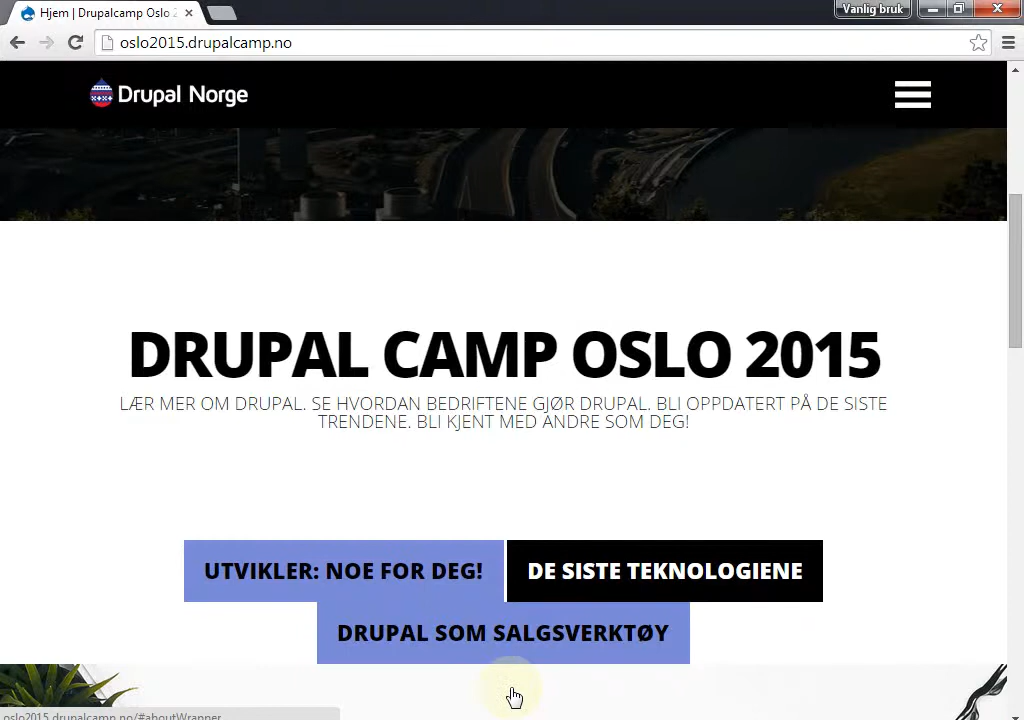 Hjem | Drupalcamp Oslo 2
Vanlig bruk
oslo2015.drupalcamp.no
Drupal Norge
DRUPAL CAMP OSLO 2015
LÆR MER OM DRUPAL. SE HVORDAN BEDRIFTENE GJØR DRUPAL. BLI OPPDATERT PÅ DE SISTE
TRENDENE. BLI KJENT MED ANDRE SOM DEG!
UTVIKLER: NOE FOR DEG!
DE SISTE TEKNOLOGIENE
DRUPAL SOM SALGSVERKTØY
oslo2015.drupalcamp.no/#aboutWrapper